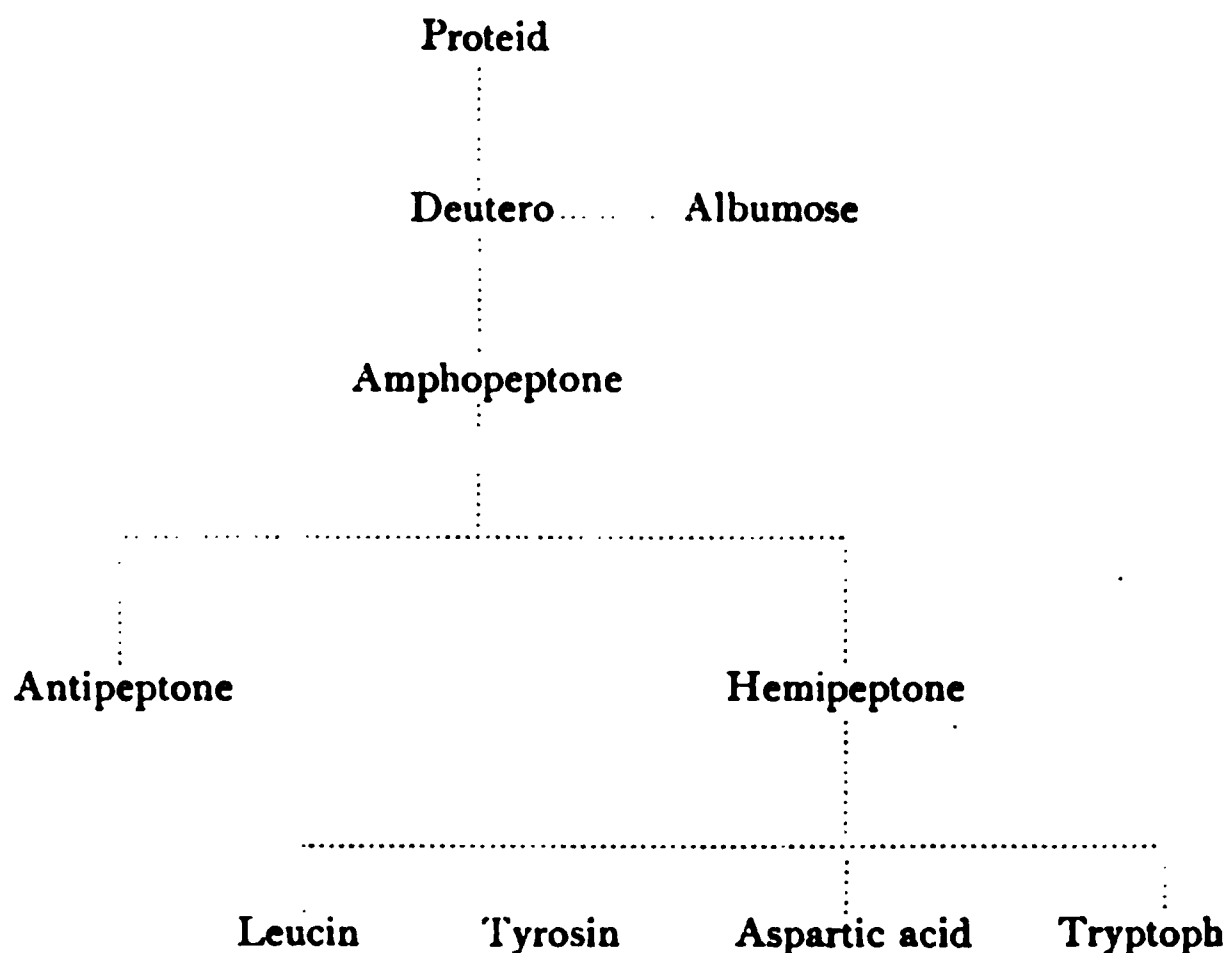 Proteid
Deutero Albumose
Amphopeptone
Antipeptone Hemipeptone
Leucin Tyrosin Aspartic acid Tryptoph